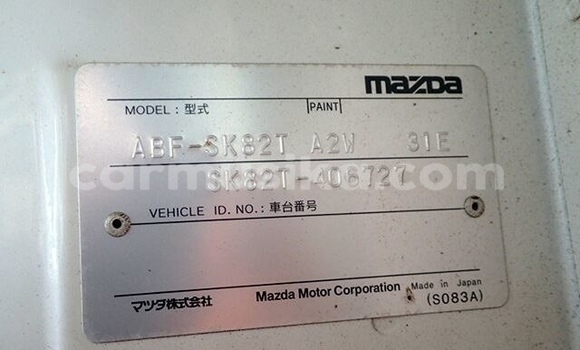 mazda
MODEL: 型式 PAINT
ABF-SK82T A2W 31E
SK82T-406727
VEHICLE ID. NO.: 車台番号
マツダ株式会社 Mazda Motor Corporation Made in Japan
(S083A)